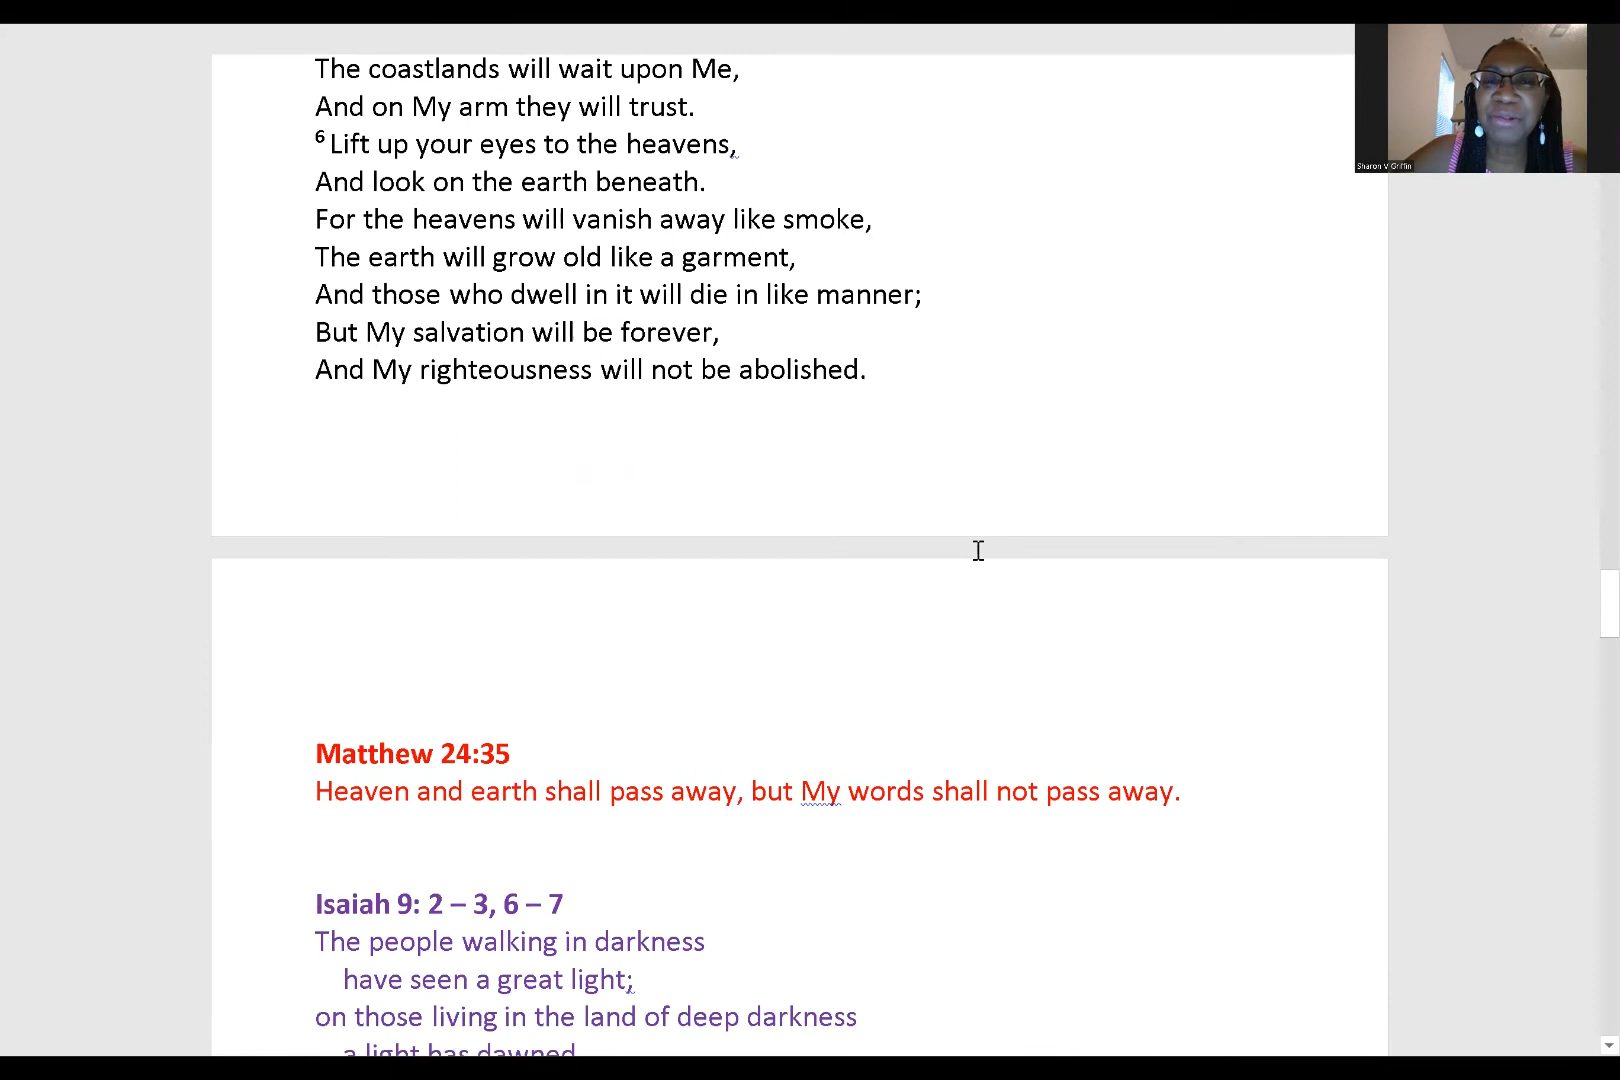 The coastlands will wait upon Me,
And on My arm they will trust.
6 Lift up your eyes to the heavens,
And look on the earth beneath.
For the heavens will vanish away like smoke,
The earth will grow old like a garment,
And those who dwell in it will die in like manner;
But My salvation will be forever,
And My righteousness will not be abolished.
Sharon V Griffin
Matthew 24:35
Heaven and earth shall pass away, but My words shall not pass away.
Isaiah 9: 2 – 3, 6 – 7
The people walking in darkness
have seen a great light;
on those living in the land of deep darkness
a light has dawned